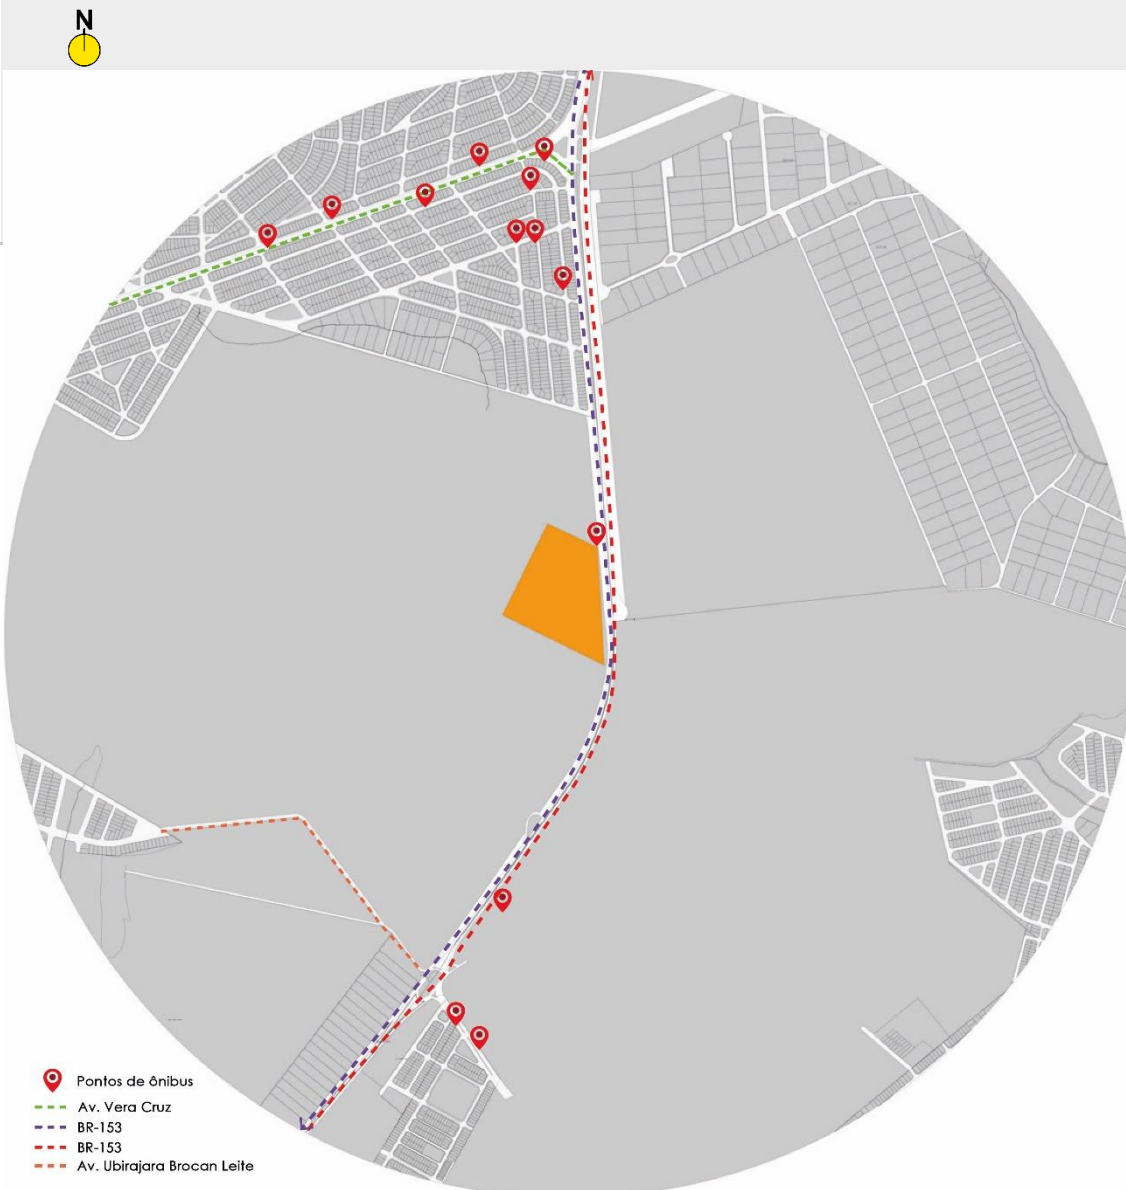 N
Pontos de ônibus
Av. Vera Cruz
BR-153
BR-153
Av. Ubirajara Brocan Leite